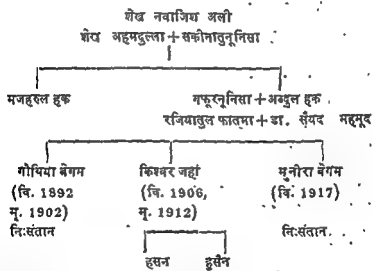 शेख नवाजिश अली
शेख अहमदुल्ला + सकीनातुनूनिसा
मजहरुल हक गफूरनूनिसा + अब्दुल हक
रजियातुल फातमा + डा. सैयद महमूद
गौथिया बेगम किश्वर जहां मुनीरा बेगम
(वि. 1892 (वि. 1906, (वि. 1917)
मृ. 1902) मृ. 1912)
निःसंतान निःसंतान
हसन हुसैन